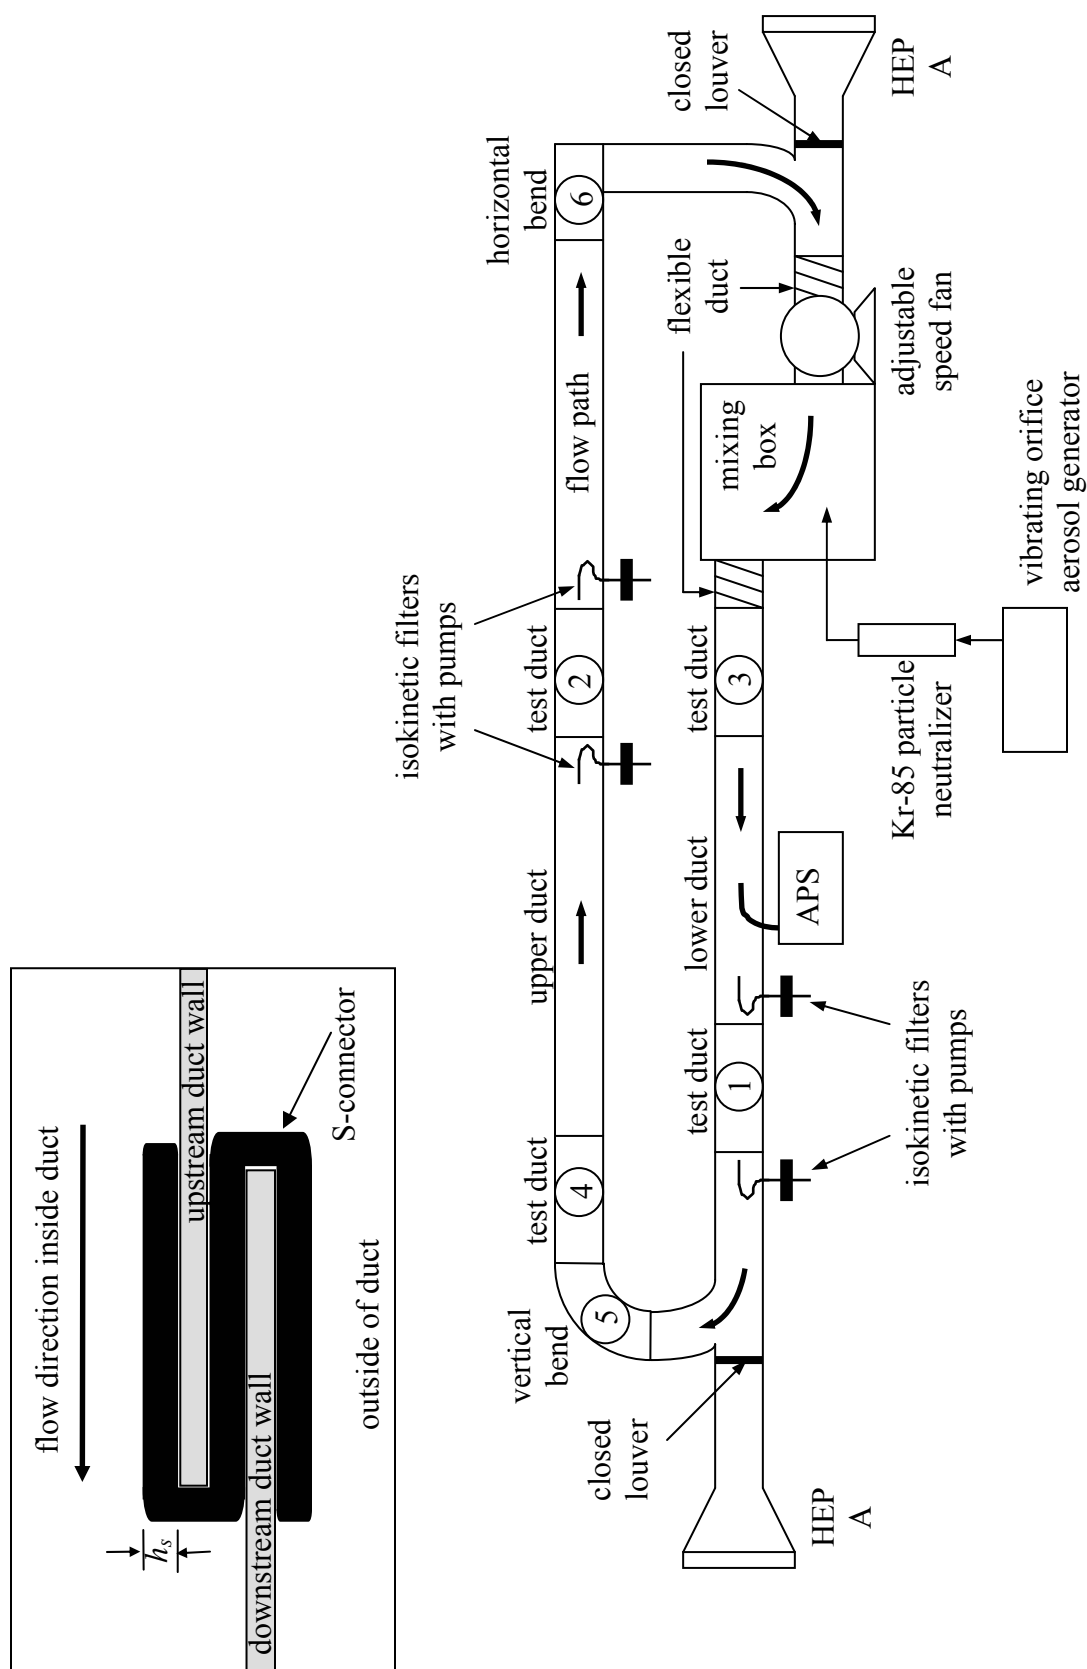 flow direction inside duct
h_s
upstream duct wall
downstream duct wall
S-connector
outside of duct
vertical
bend
5
test duct
4
upper duct
isokinetic filters
with pumps
test duct
2
flow path
horizontal
bend
6
closed
louver
HEP
A
closed
louver
HEP
A
test duct
1
lower duct
APS
isokinetic filters
with pumps
test duct
3
flexible
duct
mixing
box
adjustable
speed fan
Kr-85 particle
neutralizer
vibrating orifice
aerosol generator